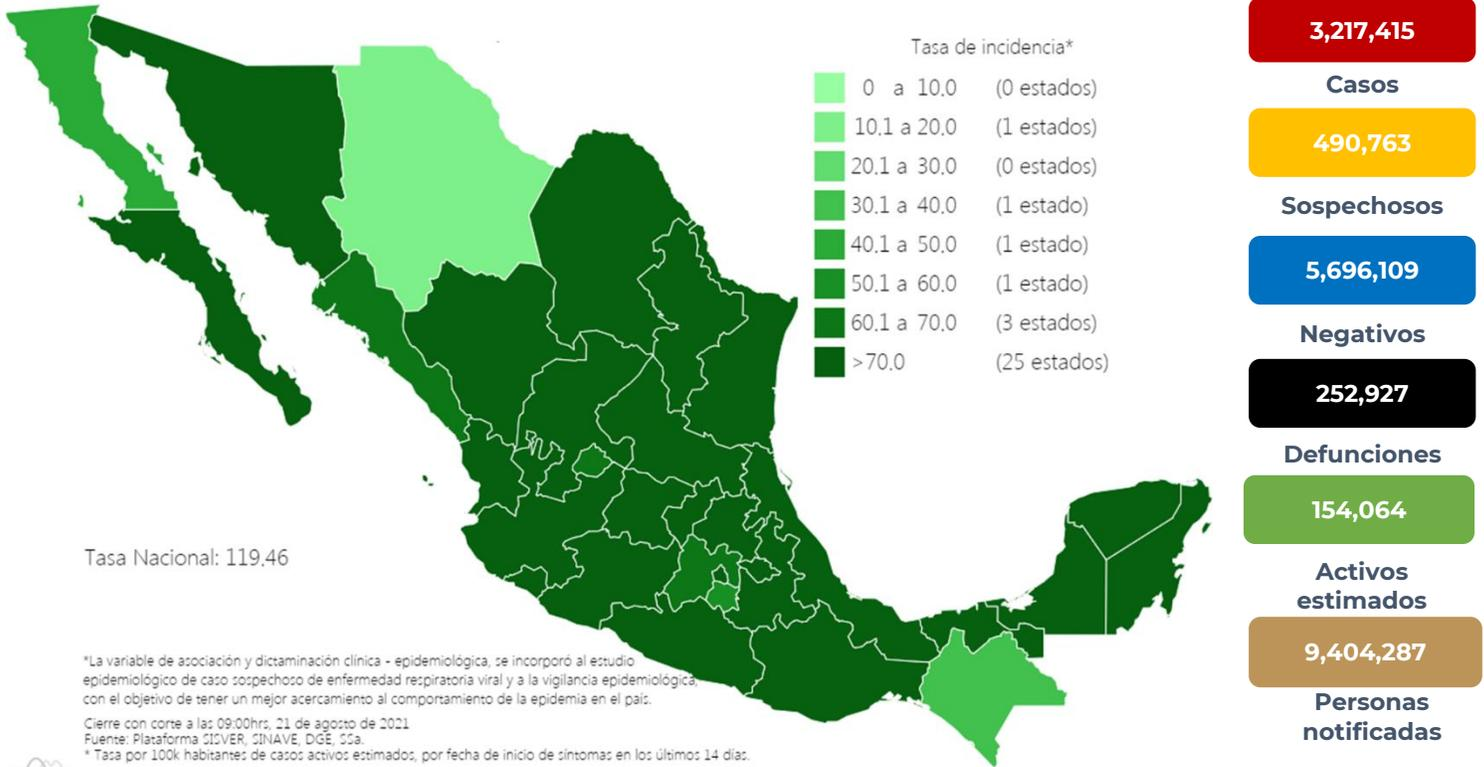 Tasa de incidencia*
0 a 10.0 (0 estados)
10.1 a 20.0 (1 estados)
20.1 a 30.0 (0 estados)
30.1 a 40.0 (1 estado)
40.1 a 50.0 (1 estado)
50.1 a 60.0 (1 estado)
60.1 a 70.0 (3 estados)
>70.0 (25 estados)
Tasa Nacional: 119.46
*La variable de asociación y dictaminación clínica - epidemiológica, se incorporó al estudio
epidemiológico de caso sospechoso de enfermedad respiratoria viral y a la vigilancia epidemiológica,
con el objetivo de tener un mejor acercamiento al comportamiento de la epidemia en el país.
Cierre con corte a las 09:00hrs, 21 de agosto de 2021
Fuente: Plataforma SISVER, SINAVE, DGE, SSa.
* Tasa por 100k habitantes de casos activos estimados, por fecha de inicio de síntomas en los últimos 14 días.
3,217,415
Casos
490,763
Sospechosos
5,696,109
Negativos
252,927
Defunciones
154,064
Activos
estimados
9,404,287
Personas
notificadas